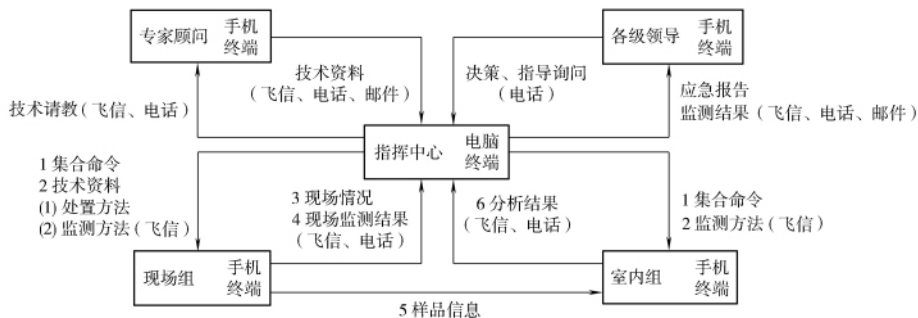 专家顾问
手机
终端
各级领导
手机
终端
技术资料
(飞信、电话、邮件)
决策、指导询问
(电话)
技术请教(飞信、电话)
应急报告
监测结果(飞信、电话、邮件)
指挥中心
电脑
终端
1 集合命令
2 技术资料
(1) 处置方法
(2) 监测方法(飞信)
3 现场情况
4 现场监测结果
(飞信、电话)
6 分析结果
(飞信、电话)
1 集合命令
2 监测方法(飞信)
现场组
手机
终端
室内组
手机
终端
5 样品信息